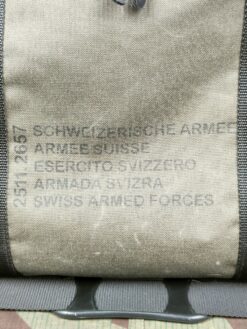 2511.2657
SCHWEIZERISCHE ARMEE
ARMEE SUISSE
ESERCITO SVIZZERO
ARMADA SVIZRA
SWISS ARMED FORCES